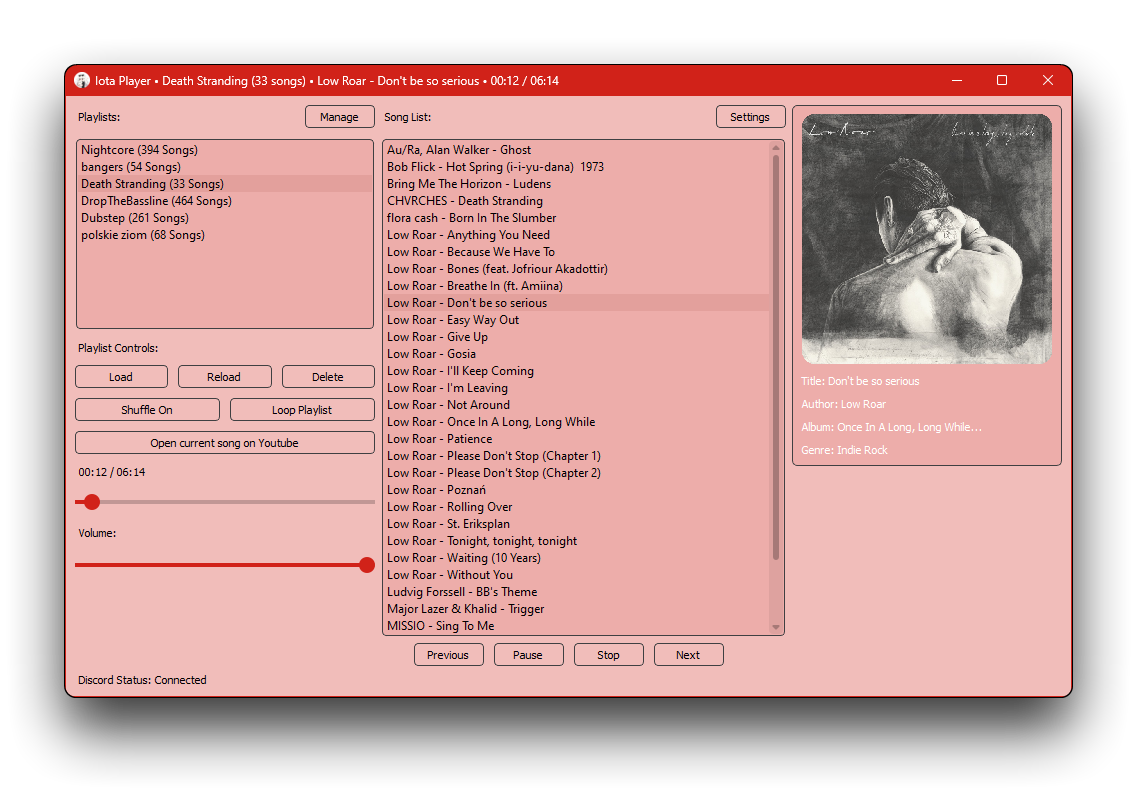 Iota Player • Death Stranding (33 songs) • Low Roar - Don't be so serious • 00:12 / 06:14
Playlists:
Manage
Nightcore (394 Songs)
bangers (54 Songs)
Death Stranding (33 Songs)
DropTheBassline (464 Songs)
Dubstep (261 Songs)
polskie ziom (68 Songs)
Playlist Controls:
Load
Reload
Delete
Shuffle On
Loop Playlist
Open current song on Youtube
00:12 / 06:14
Volume:
Discord Status: Connected
Song List:
Settings
Au/Ra, Alan Walker - Ghost
Bob Flick - Hot Spring (i-i-yu-dana)  1973
Bring Me The Horizon - Ludens
CHVRCHES - Death Stranding
flora cash - Born In The Slumber
Low Roar - Anything You Need
Low Roar - Because We Have To
Low Roar - Bones (feat. Jofriour Akadottir)
Low Roar - Breathe In (ft. Amiina)
Low Roar - Don't be so serious
Low Roar - Easy Way Out
Low Roar - Give Up
Low Roar - Gosia
Low Roar - I'll Keep Coming
Low Roar - I'm Leaving
Low Roar - Not Around
Low Roar - Once In A Long, Long While
Low Roar - Patience
Low Roar - Please Don't Stop (Chapter 1)
Low Roar - Please Don't Stop (Chapter 2)
Low Roar - Poznań
Low Roar - Rolling Over
Low Roar - St. Eriksplan
Low Roar - Tonight, tonight, tonight
Low Roar - Waiting (10 Years)
Low Roar - Without You
Ludvig Forssell - BB's Theme
Major Lazer & Khalid - Trigger
MISSIO - Sing To Me
Previous
Pause
Stop
Next
Low Roar
Title: Don't be so serious
Author: Low Roar
Album: Once In A Long, Long While...
Genre: Indie Rock